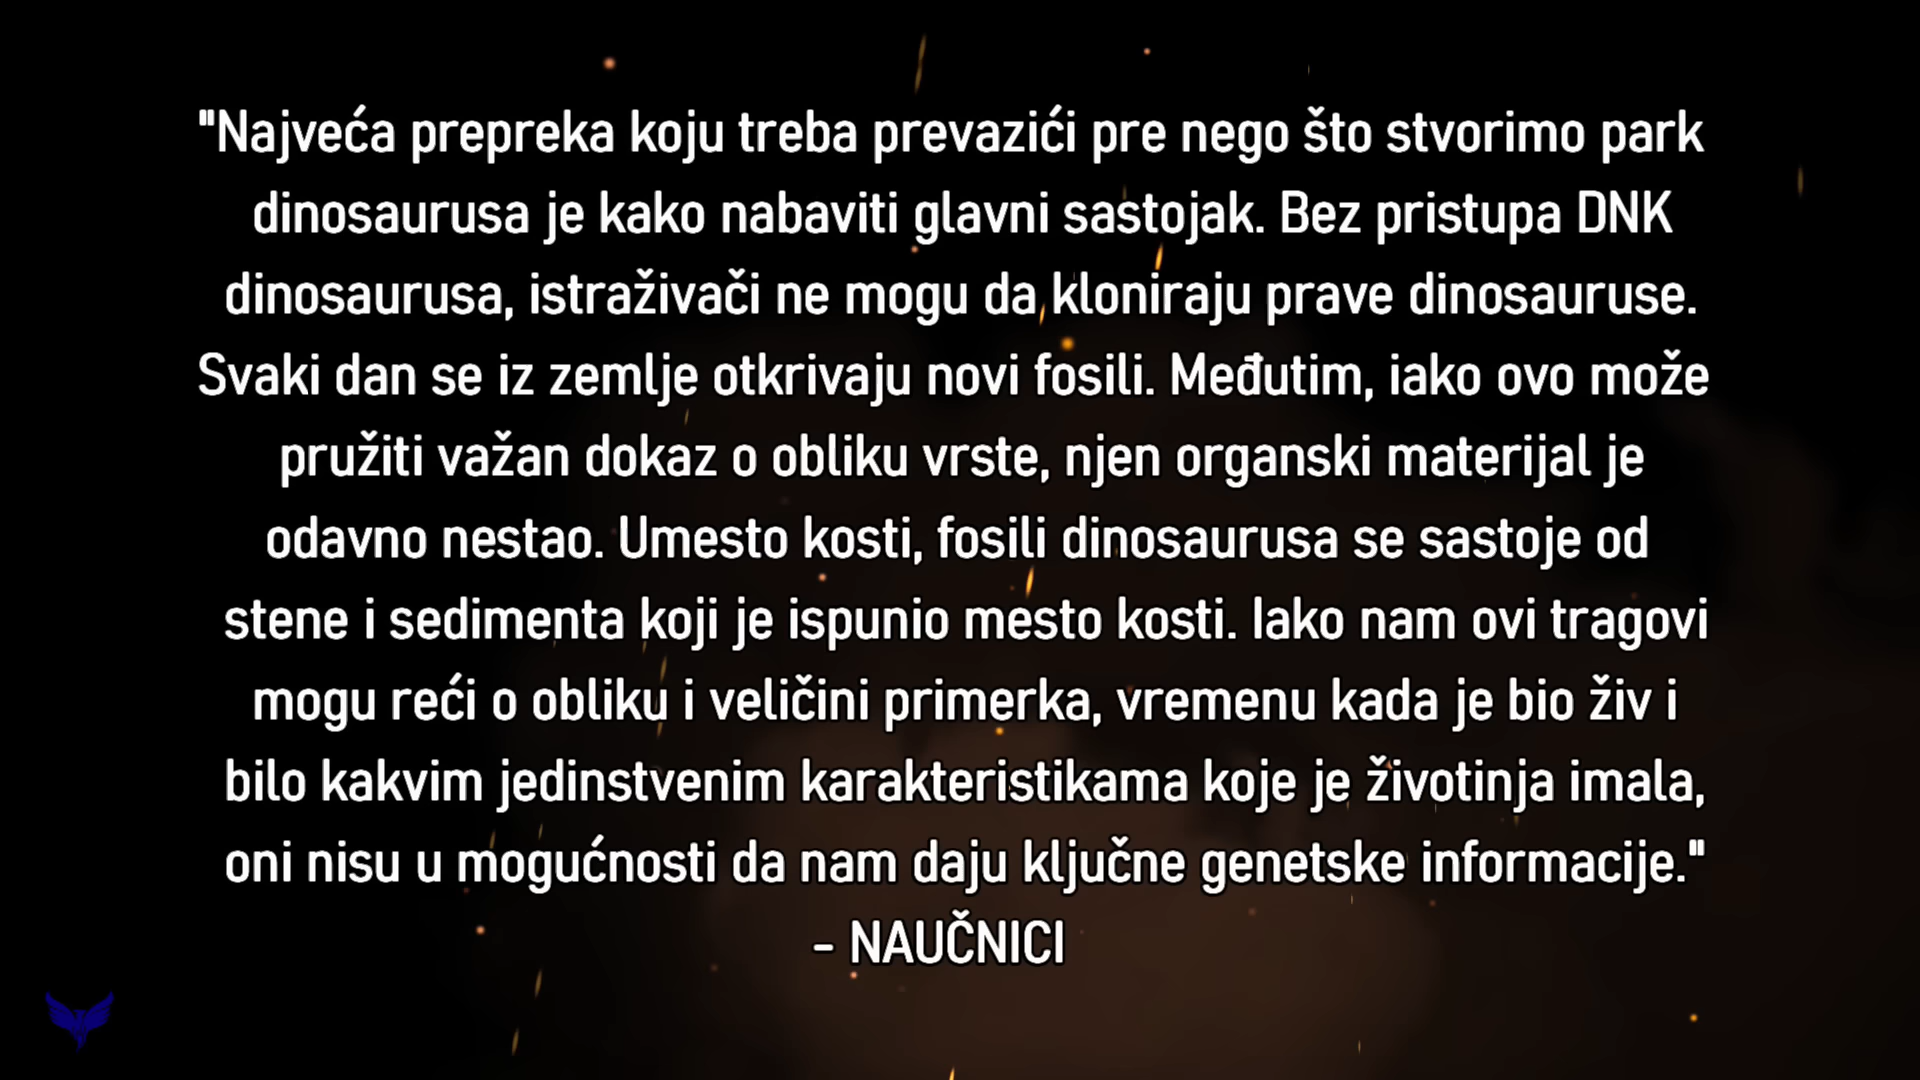 "Najveća prepreka koju treba prevazići pre nego što stvorimo park
dinosaurusa je kako nabaviti glavni sastojak. Bez pristupa DNK
dinosaurusa, istraživači ne mogu da kloniraju prave dinosauruse.
Svaki dan se iz zemlje otkrivaju novi fosili. Međutim, iako ovo može
pružiti važan dokaz o obliku vrste, njen organski materijal je
odavno nestao. Umesto kosti, fosili dinosaurusa se sastoje od
stene i sedimenta koji je ispunio mesto kosti. Iako nam ovi tragovi
mogu reći o obliku i veličini primerka, vremenu kada je bio živ i
bilo kakvim jedinstvenim karakteristikama koje je životinja imala,
oni nisu u mogućnosti da nam daju ključne genetske informacije."
- NAUČNICI